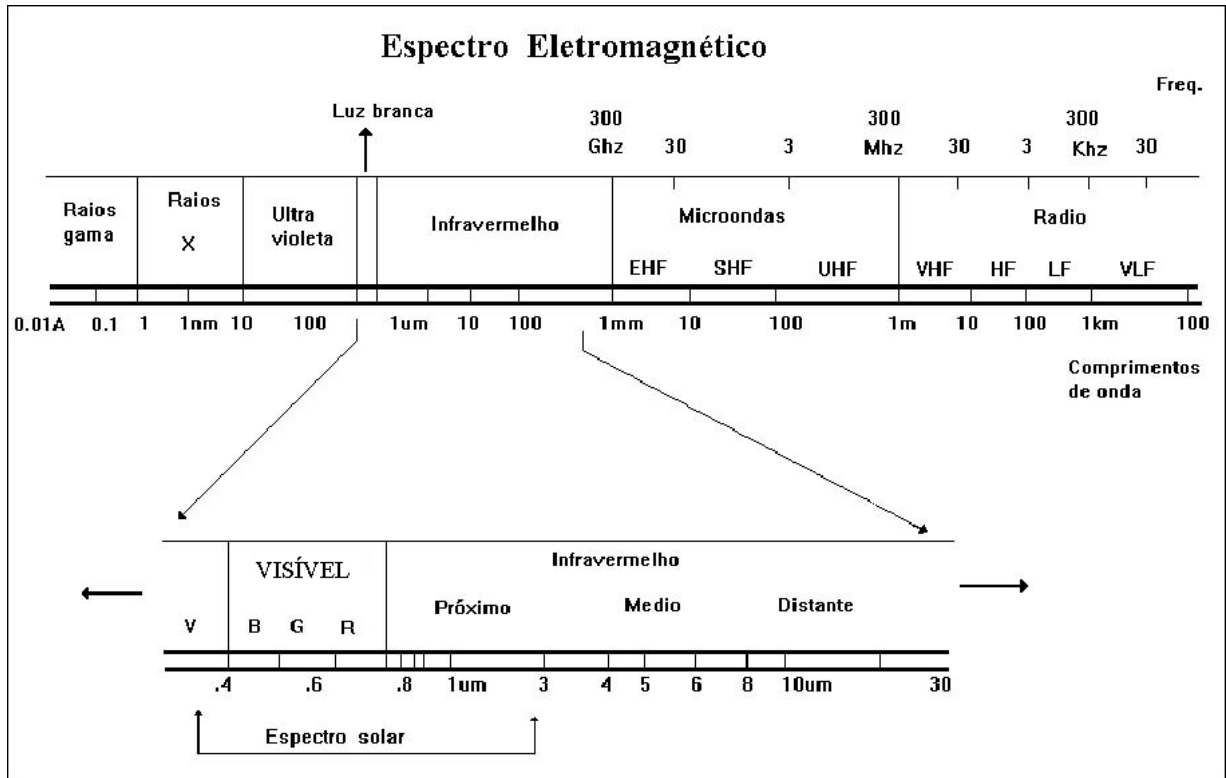 Espectro Eletromagnético
Freq.
Luz branca
300 300 300
Ghz 30 3 Mhz 30 3 Khz 30
Raios gama
Raios X
Ultra violeta
Infravermelho
Microondas
Radio
EHF SHF UHF VHF HF LF VLF
0.01A 0.1 1 1nm 10 100 1um 10 100 1mm 10 100 1m 10 100 1km 100
Comprimentos
de onda
VISÍVEL
Infravermelho
Próximo Medio Distante
V B G R
.4 .6 .8 1um 3 4 5 6 8 10um 30
Espectro solar